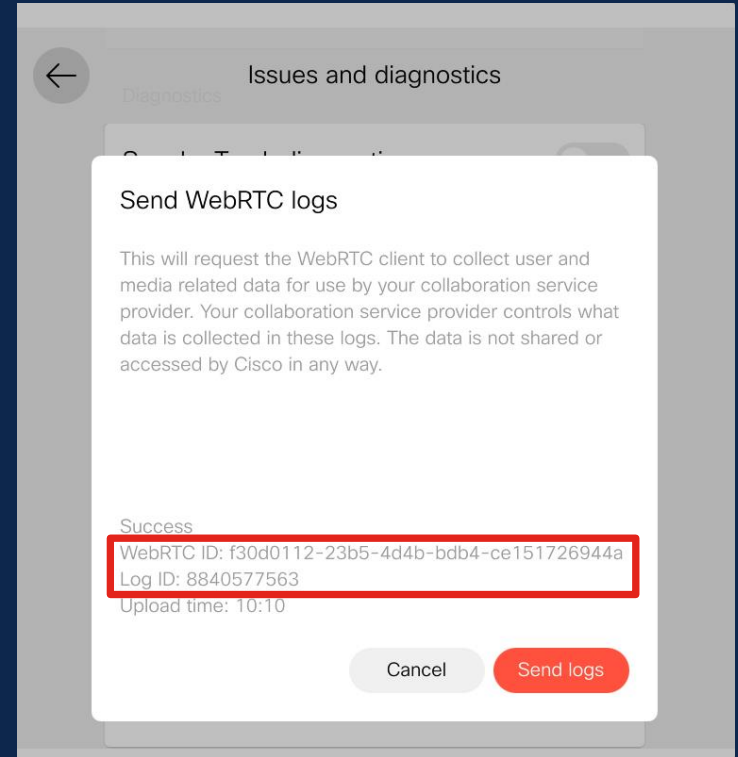 Issues and diagnostics
Diagnostics
Send WebRTC logs
This will request the WebRTC client to collect user and
media related data for use by your collaboration service
provider. Your collaboration service provider controls what
data is collected in these logs. The data is not shared or
accessed by Cisco in any way.
Success
WebRTC ID: f30d0112-23b5-4d4b-bdb4-ce151726944a
Log ID: 8840577563
Upload time: 10:10
Cancel
Send logs